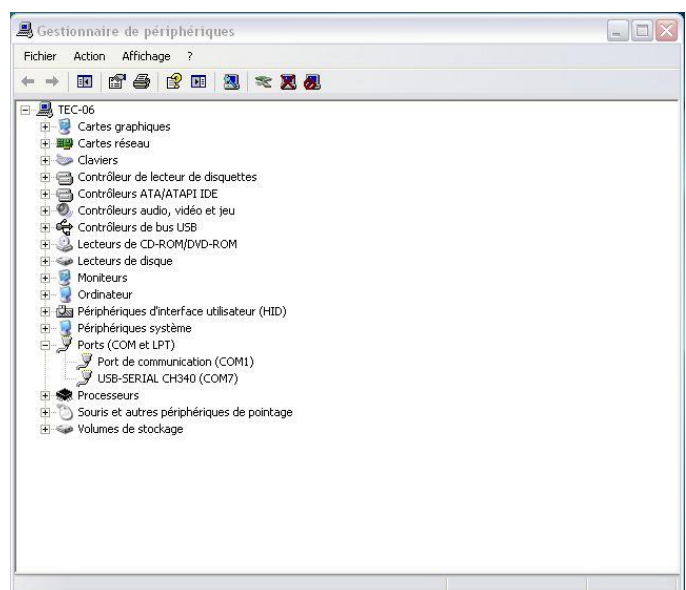 Gestionnaire de périphériques
Fichier Action Affichage ?
TEC-06
Cartes graphiques
Cartes réseau
Claviers
Contrôleur de lecteur de disquettes
Contrôleurs ATA/ATAPI IDE
Contrôleurs audio, vidéo et jeu
Contrôleurs de bus USB
Lecteurs de CD-ROM/DVD-ROM
Lecteurs de disque
Moniteurs
Ordinateur
Périphériques d'interface utilisateur (HID)
Périphériques système
Ports (COM et LPT)
Port de communication (COM1)
USB-SERIAL CH340 (COM7)
Processeurs
Souris et autres périphériques de pointage
Volumes de stockage